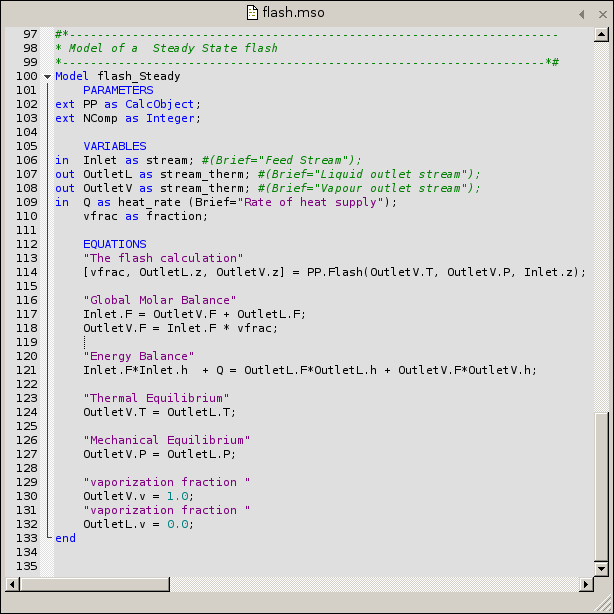 flash.mso
97 #*----------------------------------------------------------------------
98 * Model of a  Steady State flash
99 *---------------------------------------------------------------------*#
100 Model flash_Steady
101     PARAMETERS
102 ext PP as CalcObject;
103 ext NComp as Integer;
104
105     VARIABLES
106 in  Inlet as stream; #(Brief="Feed Stream");
107 out OutletL as stream_therm; #(Brief="Liquid outlet stream");
108 out OutletV as stream_therm; #(Brief="Vapour outlet stream");
109 in  Q as heat_rate (Brief="Rate of heat supply");
110     vfrac as fraction;
111
112     EQUATIONS
113     "The flash calculation"
114     [vfrac, OutletL.z, OutletV.z] = PP.Flash(OutletV.T, OutletV.P, Inlet.z);
115
116     "Global Molar Balance"
117     Inlet.F = OutletV.F + OutletL.F;
118     OutletV.F = Inlet.F * vfrac;
119
120     "Energy Balance"
121     Inlet.F*Inlet.h  + Q = OutletL.F*OutletL.h + OutletV.F*OutletV.h;
122
123     "Thermal Equilibrium"
124     OutletV.T = OutletL.T;
125
126     "Mechanical Equilibrium"
127     OutletV.P = OutletL.P;
128
129     "vaporization fraction "
130     OutletV.v = 1.0;
131     "vaporization fraction "
132     OutletL.v = 0.0;
133 end
134
135